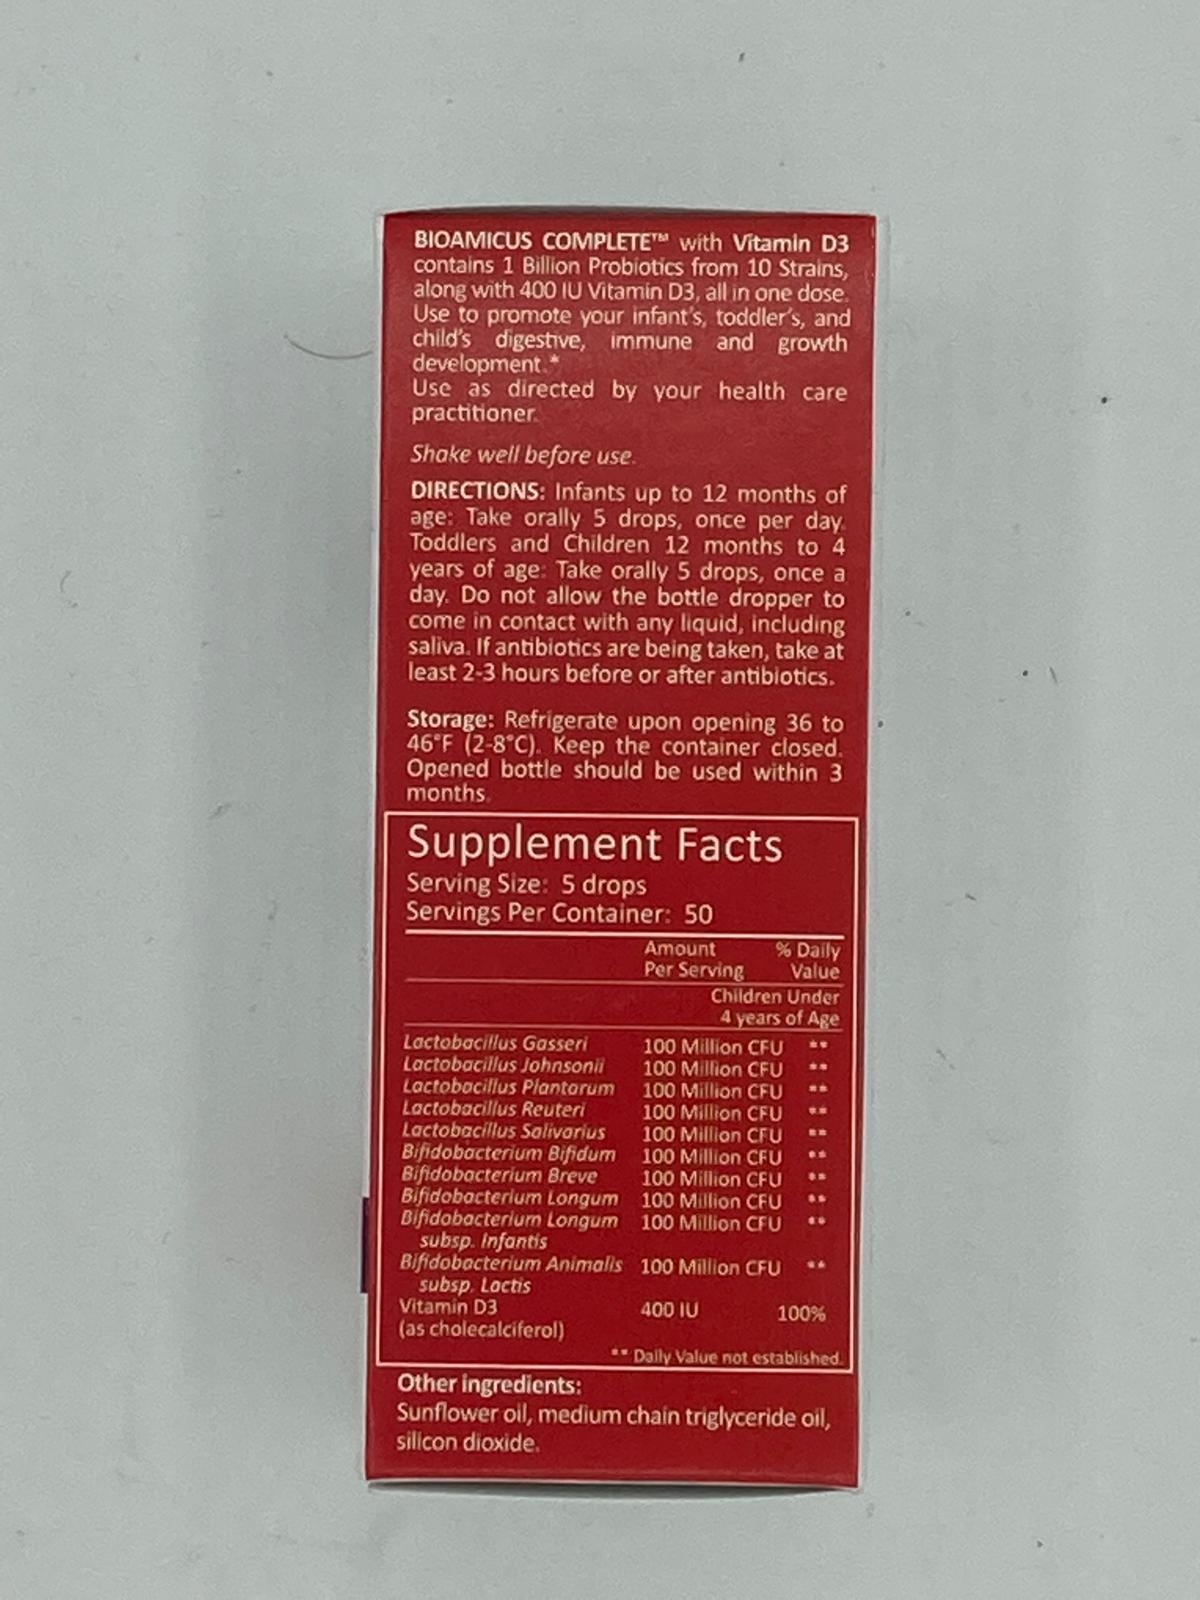 BIOAMICUS COMPLETE™ with Vitamin D3
contains 1 Billion Probiotics from 10 Strains,
along with 400 IU Vitamin D3, all in one dose.
Use to promote your infant's, toddler's, and
child's digestive, immune and growth
development.*
Use as directed by your health care
practitioner.
Shake well before use.
DIRECTIONS: Infants up to 12 months of
age: Take orally 5 drops, once per day.
Toddlers and Children 12 months to 4
years of age: Take orally 5 drops, once a
day. Do not allow the bottle dropper to
come in contact with any liquid, including
saliva. If antibiotics are being taken, take at
least 2-3 hours before or after antibiotics.
Storage: Refrigerate upon opening 36 to
46°F (2-8°C). Keep the container closed.
Opened bottle should be used within 3
months.
Supplement Facts
Serving Size: 5 drops
Servings Per Container: 50
Amount % Daily
Per Serving Value
Children Under
4 years of Age
Lactobacillus Gasseri 100 Million CFU **
Lactobacillus Johnsonii 100 Million CFU **
Lactobacillus Plantarum 100 Million CFU **
Lactobacillus Reuteri 100 Million CFU **
Lactobacillus Salivarius 100 Million CFU **
Bifidobacterium Bifidum 100 Million CFU **
Bifidobacterium Breve 100 Million CFU **
Bifidobacterium Longum 100 Million CFU **
Bifidobacterium Longum 100 Million CFU **
subsp. Infantis
Bifidobacterium Animalis 100 Million CFU **
subsp. Lactis
Vitamin D3 400 IU 100%
(as cholecalciferol)
** Daily Value not established.
Other ingredients:
Sunflower oil, medium chain triglyceride oil,
silicon dioxide.